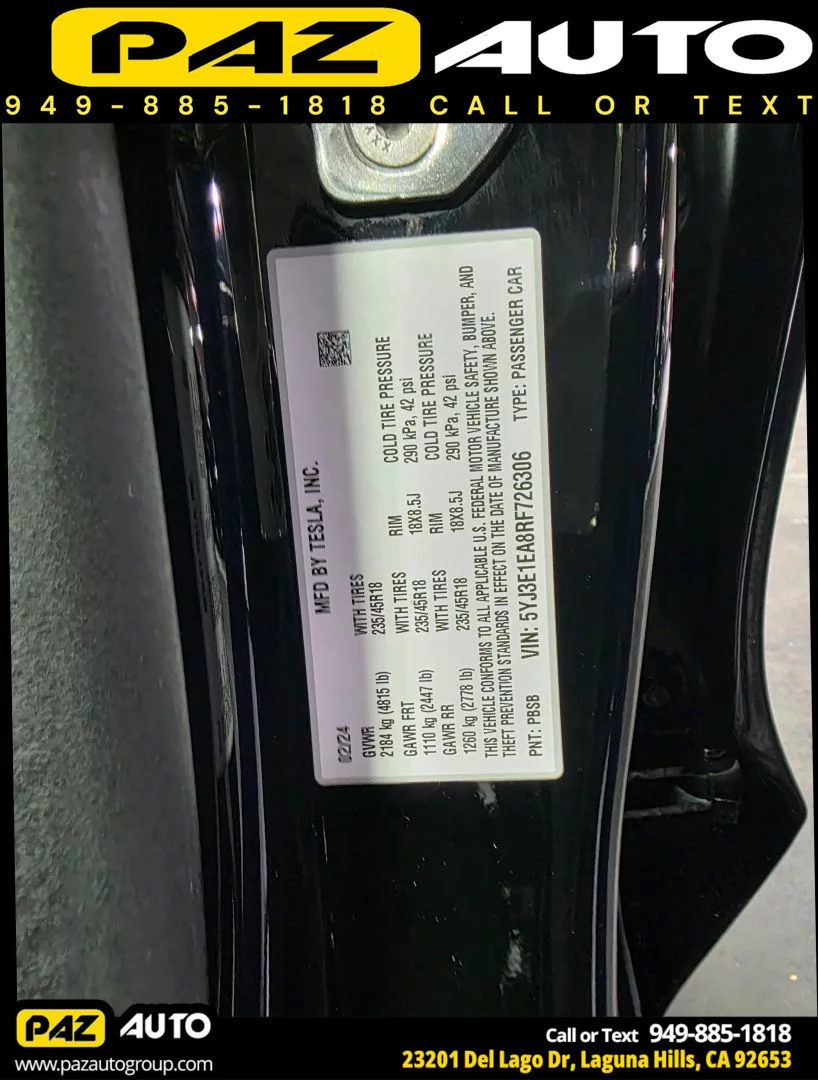 PAZ AUTO
949-885-1818 CALL OR TEXT
MFD BY TESLA, INC.
02/24
GVWR WITH TIRES RIM COLD TIRE PRESSURE
2184 kg (4815 lb) 235/45R18 18X8.5J 290 kPa, 42 psi
GAWR FRT WITH TIRES RIM COLD TIRE PRESSURE
1110 kg (2447 lb) 235/45R18 18X8.5J 290 kPa, 42 psi
GAWR RR WITH TIRES
1260 kg (2778 lb) 235/45R18
THIS VEHICLE CONFORMS TO ALL APPLICABLE U.S. FEDERAL MOTOR VEHICLE SAFETY, BUMPER, AND
THEFT PREVENTION STANDARDS IN EFFECT ON THE DATE OF MANUFACTURE SHOWN ABOVE.
PNT: PBSB VIN: 5YJ3E1EA8RF726306 TYPE: PASSENGER CAR
PAZ AUTO
www.pazautogroup.com
Call or Text 949-885-1818
23201 Del Lago Dr, Laguna Hills, CA 92653